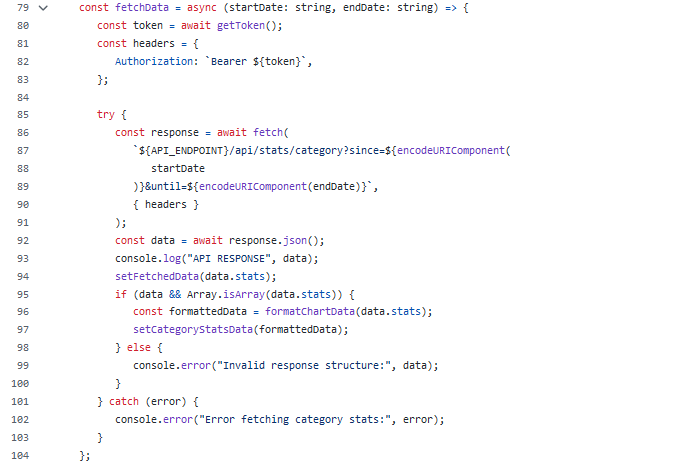 79 const fetchData = async (startDate: string, endDate: string) => {
80 const token = await getToken();
81 const headers = {
82 Authorization: `Bearer ${token}`,
83 };
84
85 try {
86 const response = await fetch(
87 `${API_ENDPOINT}/api/stats/category?since=${encodeURIComponent(
88 startDate
89 )}&until=${encodeURIComponent(endDate)}`,
90 { headers }
91 );
92 const data = await response.json();
93 console.log("API RESPONSE", data);
94 setFetchedData(data.stats);
95 if (data && Array.isArray(data.stats)) {
96 const formattedData = formatChartData(data.stats);
97 setCategoryStatsData(formattedData);
98 } else {
99 console.error("Invalid response structure:", data);
100 }
101 } catch (error) {
102 console.error("Error fetching category stats:", error);
103 }
104 };